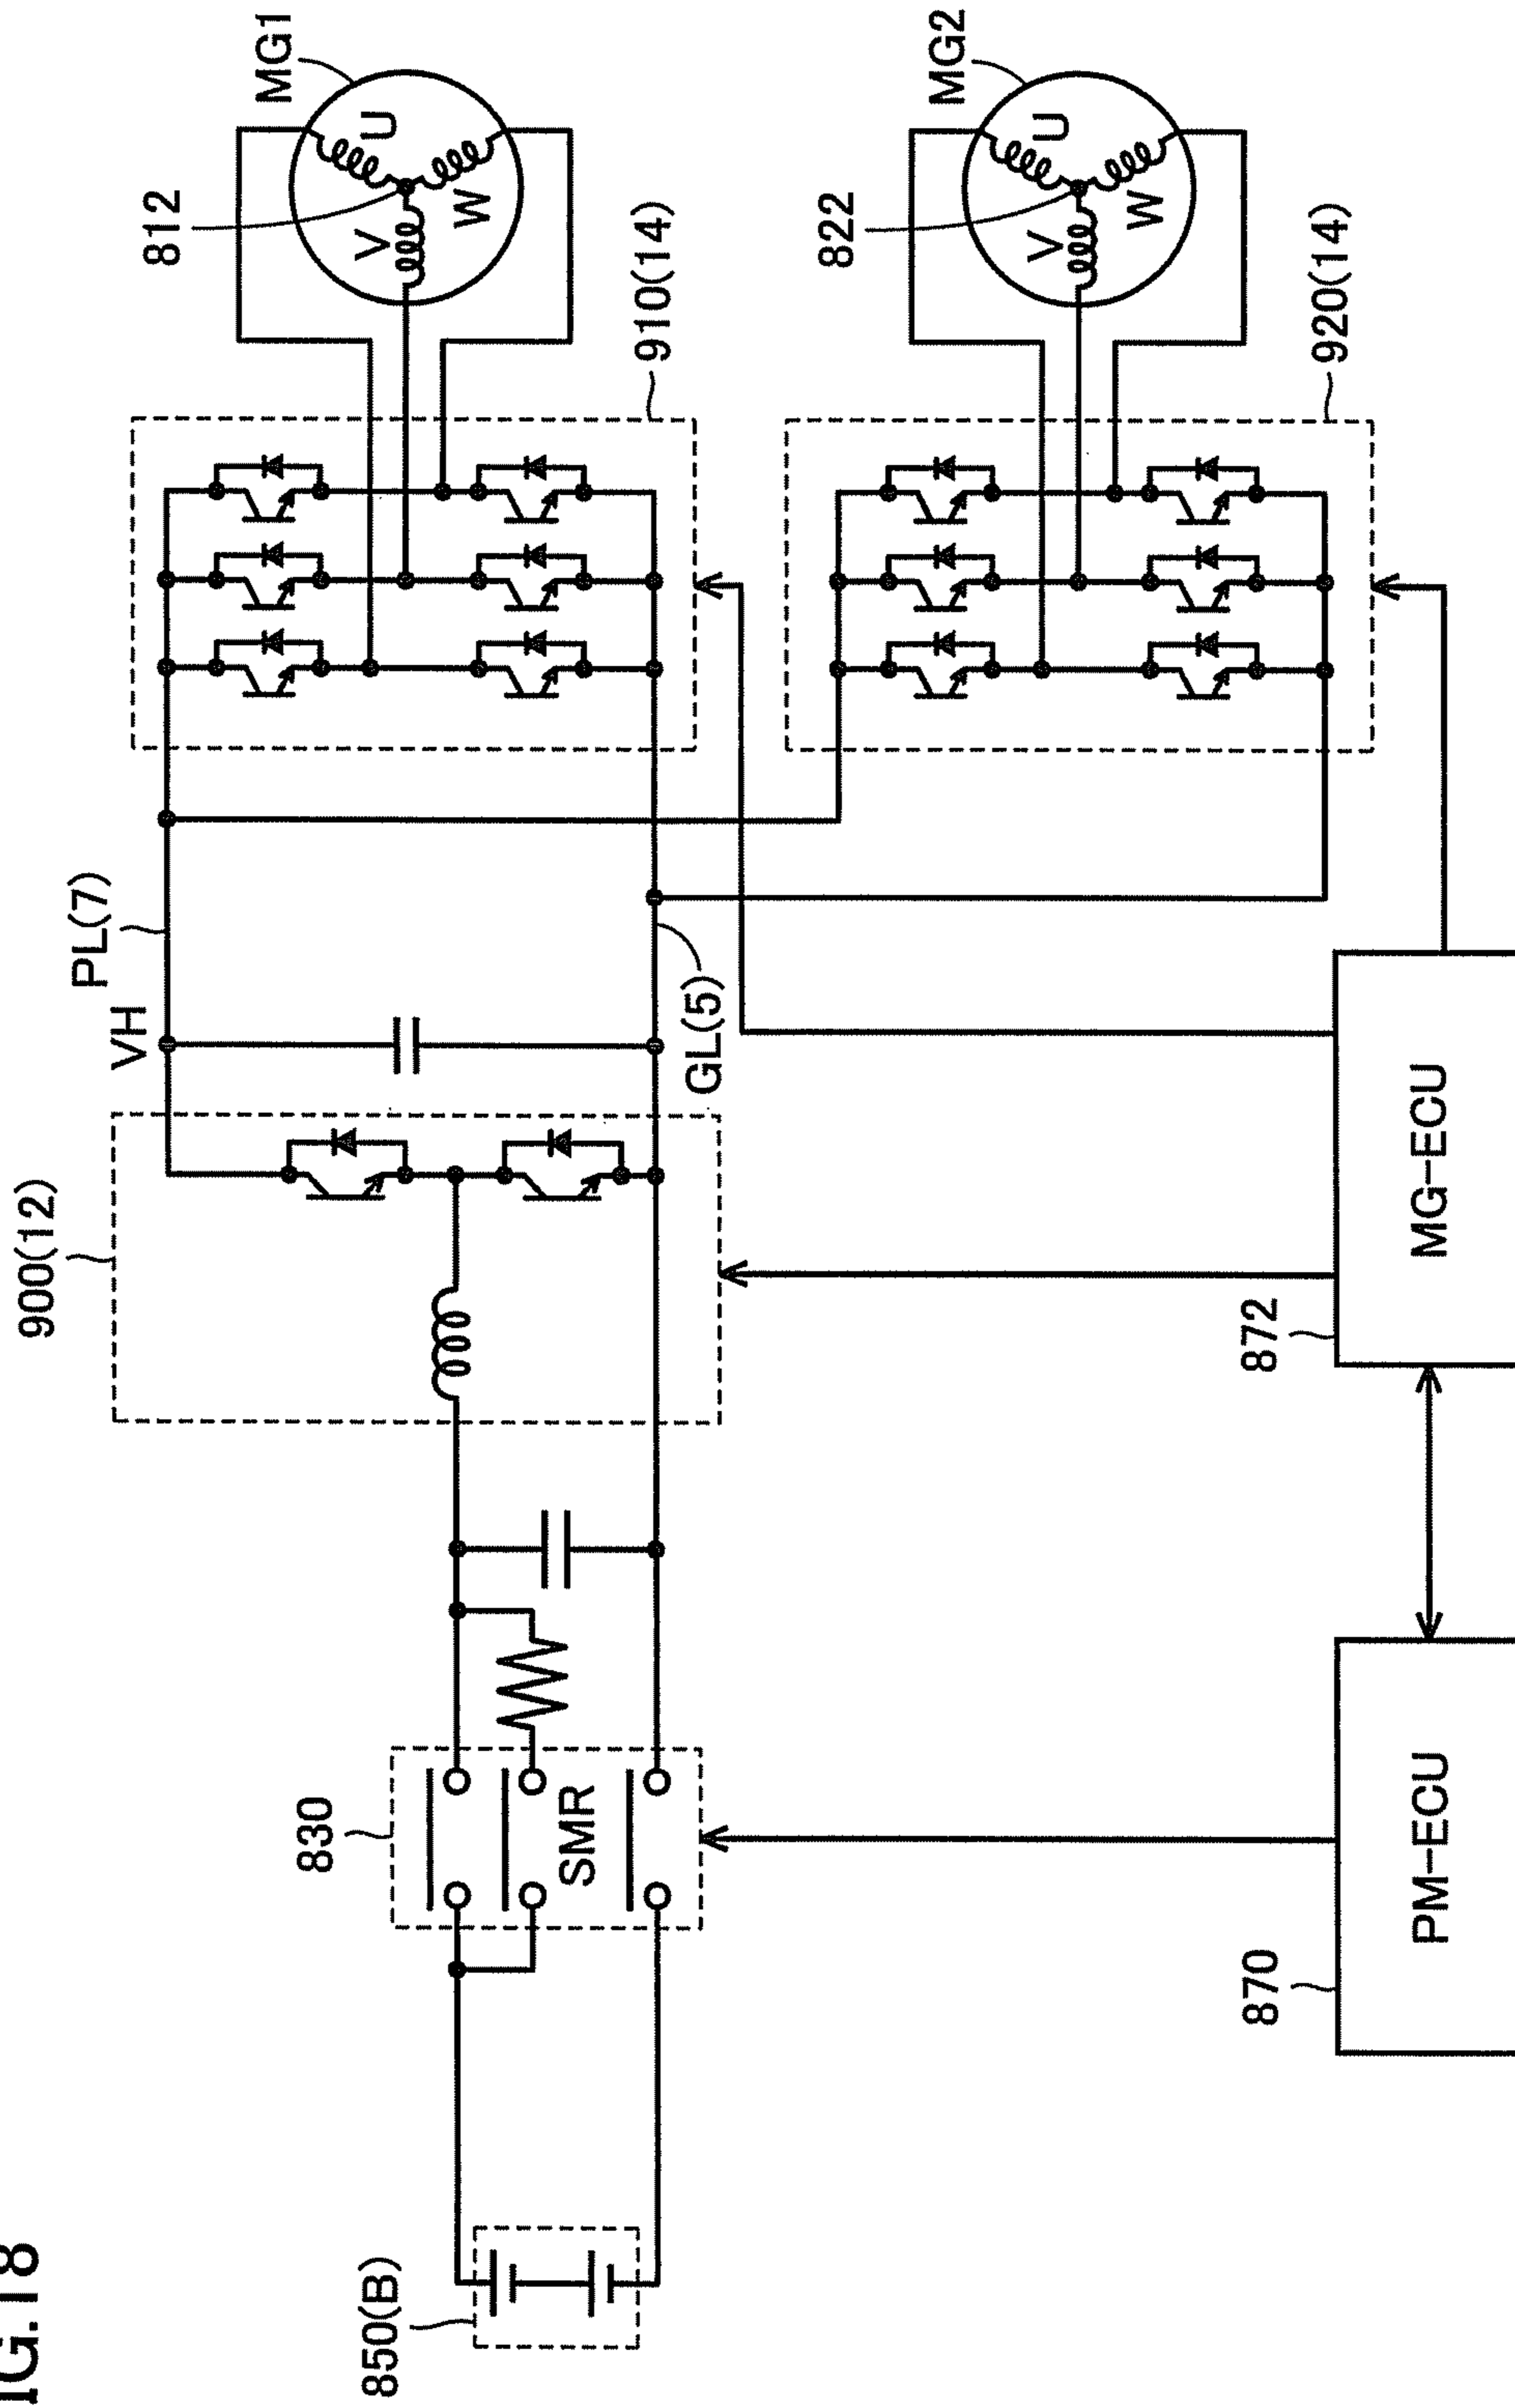 IG.18
850(B)
830
SMR
900(12)
VH
PL(7)
GL(5)
910(14)
812
MG1
U
V
W
920(14)
822
MG2
U
V
W
870
PM-ECU
872
MG-ECU